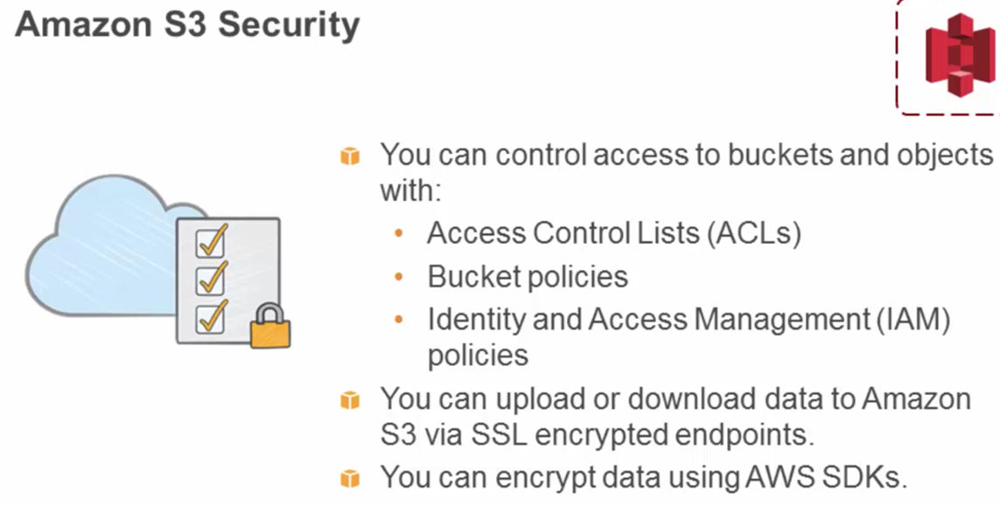 Amazon S3 Security
You can control access to buckets and objects
with:
• Access Control Lists (ACLs)
• Bucket policies
• Identity and Access Management (IAM)
policies
You can upload or download data to Amazon
S3 via SSL encrypted endpoints.
You can encrypt data using AWS SDKs.